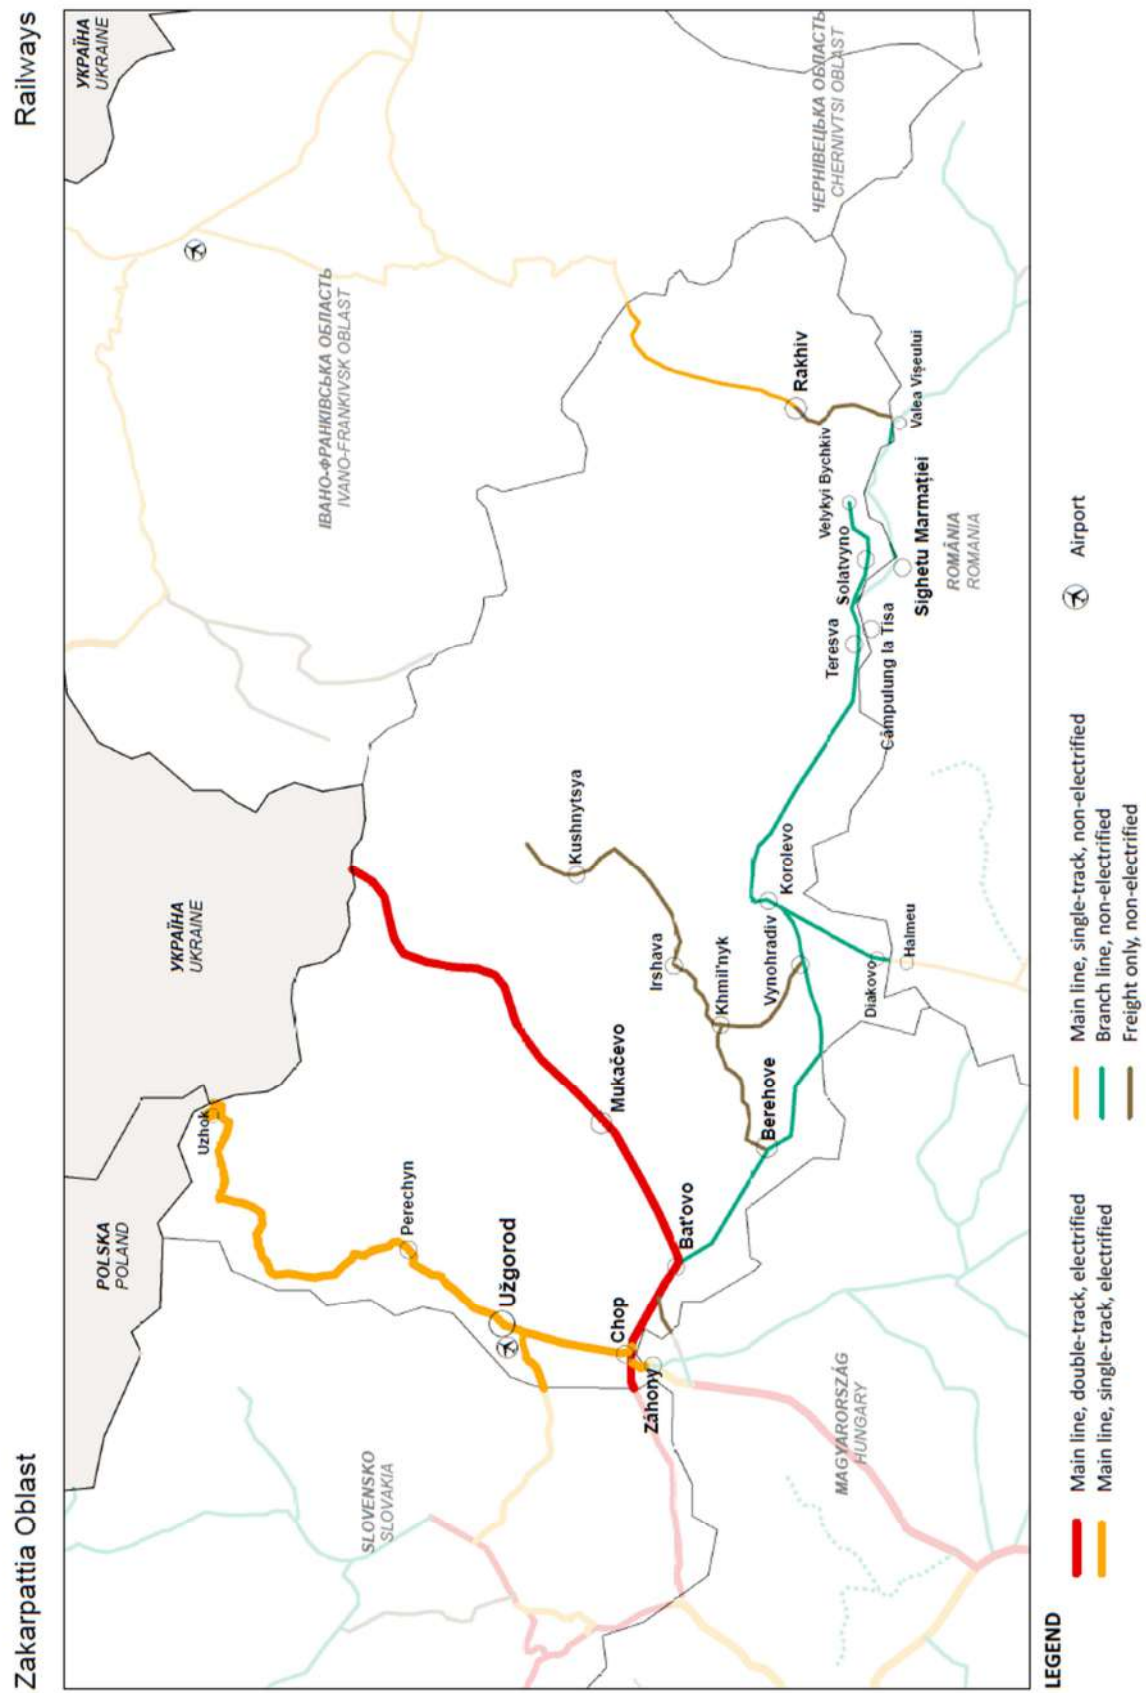 Zakarpattia Oblast
Railways
POLSKA
POLAND
УКРАЇНА
UKRAINE
УКРАЇНА
UKRAINE
Uzhok
SLOVENSKO
SLOVAKIA
Perechyn
ІВАНО-ФРАНКІВСЬКА ОБЛАСТЬ
IVANO-FRANKIVSK OBLAST
Užgorod
Mukačevo
Kushnytsya
Chop
Bat'ovo
Irshava
Záhony
Khmil'nyk
Berehove
Vynohradiv
Korolevo
Rakhiv
Teresva
Solatvyno
Velykyi Bychkiv
ЧЕРНІВЕЦЬКА ОБЛАСТЬ
CHERNIVTSI OBLAST
MAGYARORSZÁG
HUNGARY
Diakovo
Halmeu
Câmpulung la Tisa
Sighetu Marmației
Valea Vișeului
ROMÂNIA
ROMANIA
LEGEND
Main line, double-track, electrified
Main line, single-track, electrified
Main line, single-track, non-electrified
Branch line, non-electrified
Freight only, non-electrified
Airport